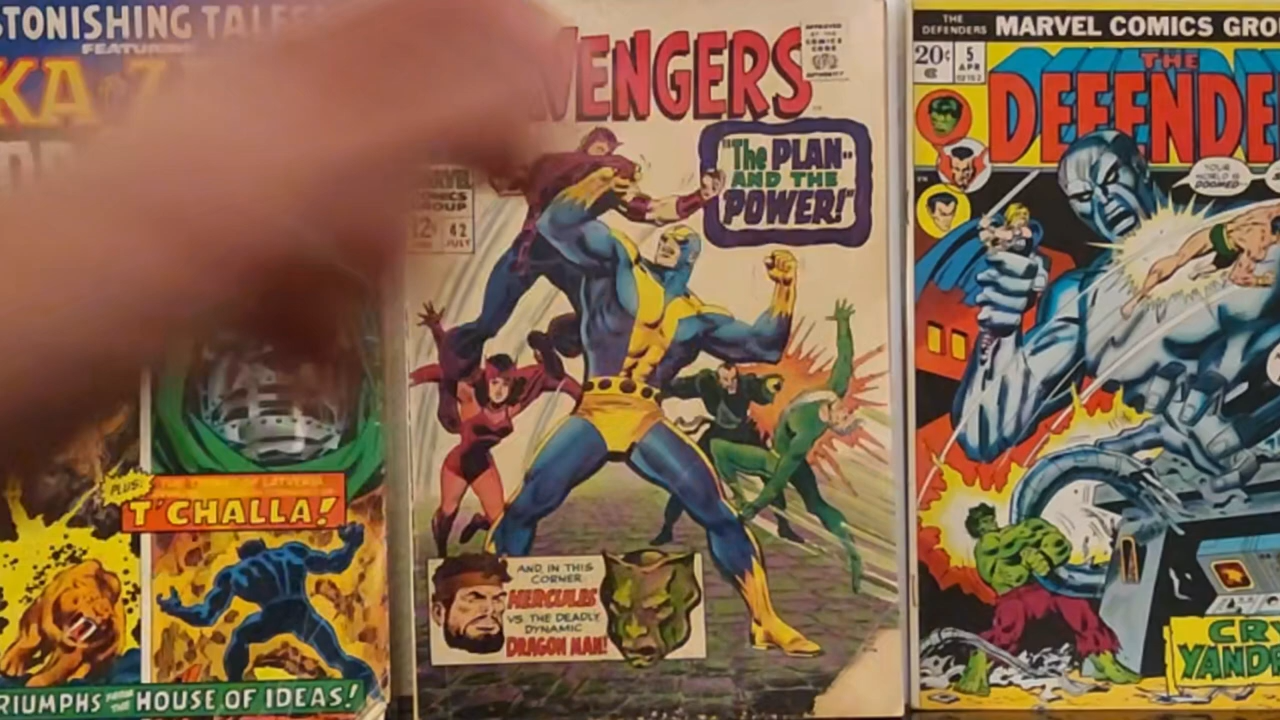 STONISHING TALES
FEATURING
KA-Z
PLUS:
T'CHALLA!
RIUMPHS FROM THE HOUSE OF IDEAS!
VENGERS
APPROVED
BY THE
COMICS
CODE
AUTHORITY
"The PLAN--
AND THE
POWER!"
COMICS
GROUP
12¢ 42
JULY
AND IN THIS
CORNER
HERCULES
VS. THE DEADLY
DYNAMIC
DRAGON MAN!
THE
DEFENDERS
MARVEL COMICS GRO
20¢ 5
APR
THE
DEFENDE
YOUR
WORLD IS
DOOMED--
CRY
YANDR